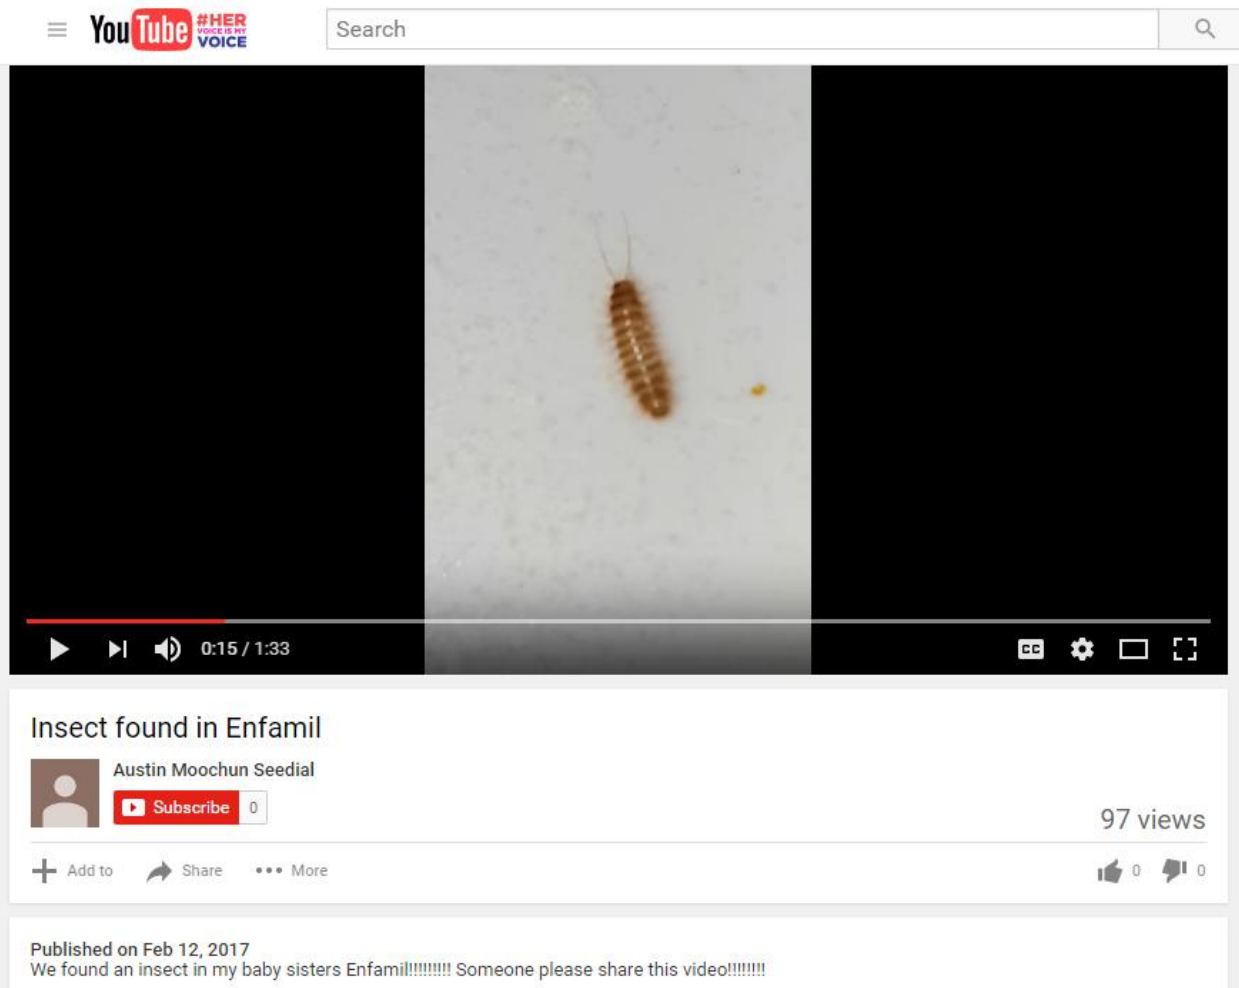 YouTube #HER VOICE IS MY VOICE
Search
0:15 / 1:33
CC
Insect found in Enfamil
Austin Moochun Seedial
Subscribe 0
97 views
Add to Share More
0 0
Published on Feb 12, 2017
We found an insect in my baby sisters Enfamil!!!!!!!!! Someone please share this video!!!!!!!!